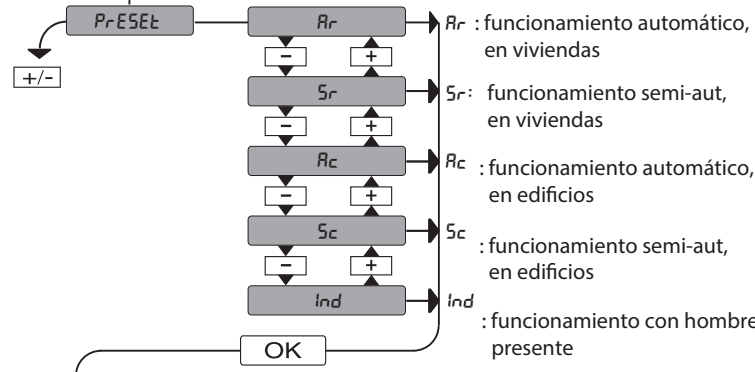 PrESEt
Ar
Ar : funcionamiento automático,
en viviendas
- +
+/-
Sr
Sr: funcionamiento semi-aut,
en viviendas
- +
Ac
Ac : funcionamiento automático,
en edificios
- +
Sc
Sc : funcionamiento semi-aut,
en edificios
- +
Ind
Ind : funcionamiento con hombre
presente
OK